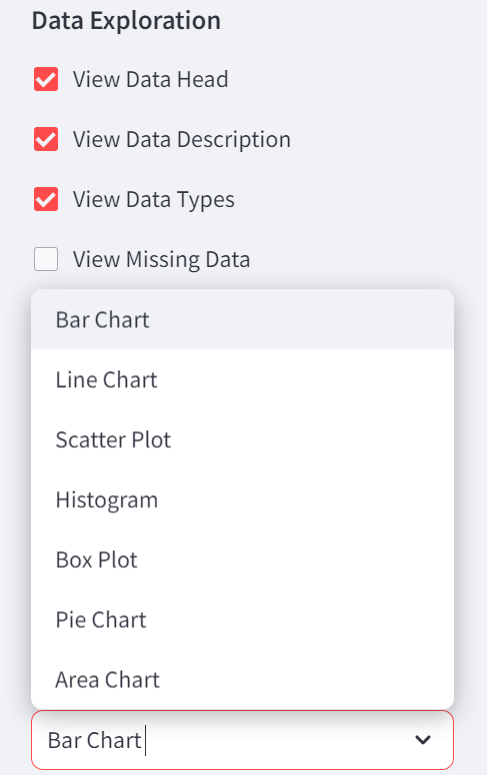 Data Exploration
View Data Head
View Data Description
View Data Types
View Missing Data
Bar Chart
Line Chart
Scatter Plot
Histogram
Box Plot
Pie Chart
Area Chart
Bar Chart